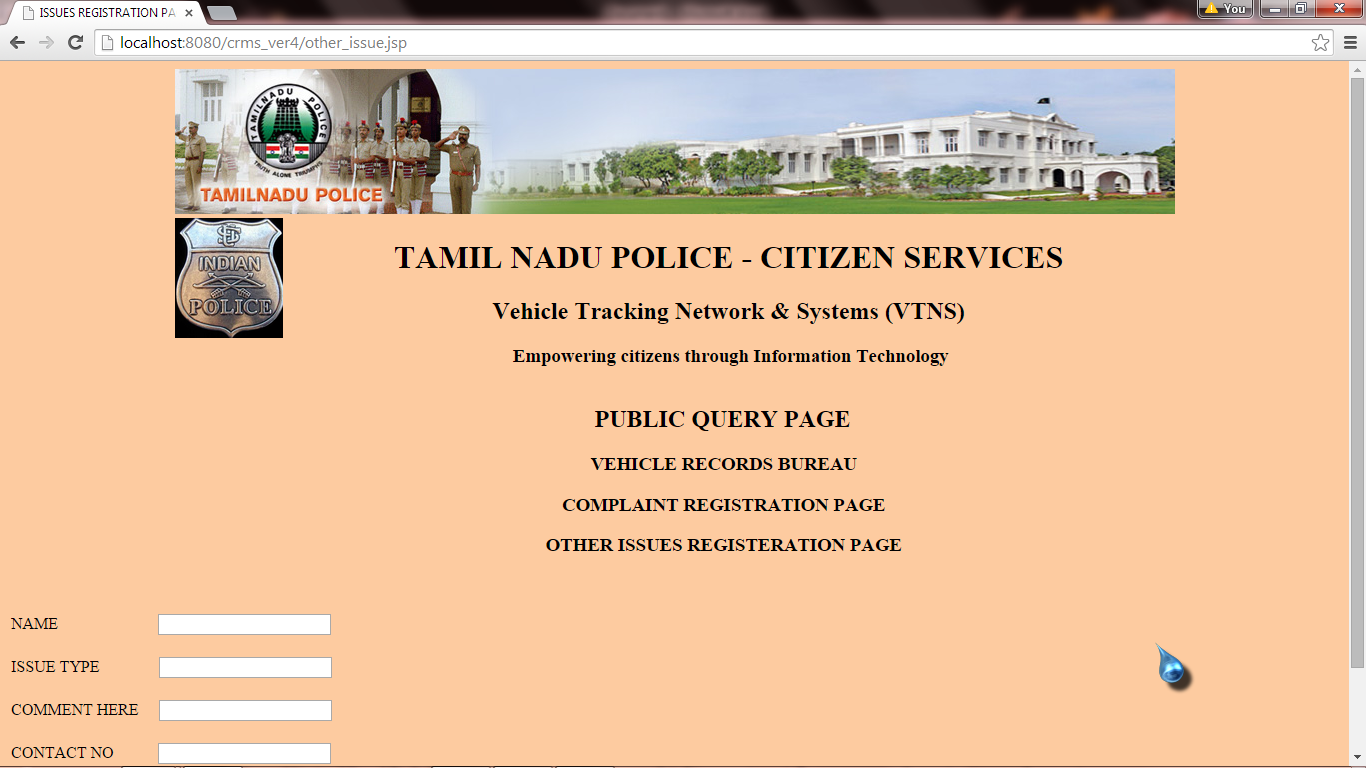 ISSUES REGISTRATION PA
You
localhost:8080/crms_ver4/other_issue.jsp
TAMILNADU POLICE
TRUTH ALONE TRIUMPHS
TAMILNADU POLICE
INDIAN
POLICE
TAMIL NADU POLICE - CITIZEN SERVICES
Vehicle Tracking Network & Systems (VTNS)
Empowering citizens through Information Technology
PUBLIC QUERY PAGE
VEHICLE RECORDS BUREAU
COMPLAINT REGISTRATION PAGE
OTHER ISSUES REGISTERATION PAGE
NAME
ISSUE TYPE
COMMENT HERE
CONTACT NO